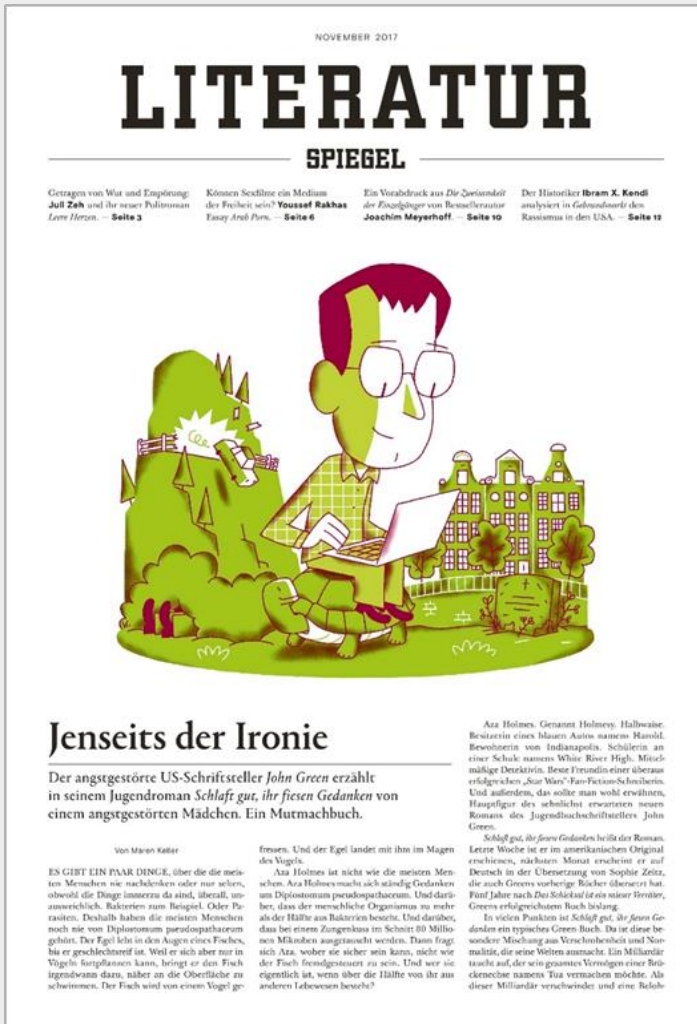 NOVEMBER 2017
LITERATUR
SPIEGEL
Getragen von Wut und Empörung:
Juli Zeh und ihr neuer Politroman
Leere Herzen. — Seite 3
Können Sexfilme ein Medium
der Freiheit sein? Youssef Rakhas
Essay Arab Porn. — Seite 6
Ein Vorabdruck aus Die Zweisamkeit
der Einzelgänger von Bestsellerautor
Joachim Meyerhoff. — Seite 10
Der Historiker Ibram X. Kendi
analysiert in Gebrandmarkt den
Rassismus in den USA. — Seite 12
Jenseits der Ironie
Der angstgestörte US-Schriftsteller John Green erzählt
in seinem Jugendroman Schlaft gut, ihr fiesen Gedanken von
einem angstgestörten Mädchen. Ein Mutmachbuch.
Von Maren Keller
ES GIBT EIN PAAR DINGE, über die die meis-
ten Menschen nie nachdenken oder nur selten,
obwohl die Dinge immerzu da sind, überall, un-
ausweichlich. Bakterien zum Beispiel. Oder Pa-
rasiten. Deshalb haben die meisten Menschen
noch nie von Diplostomum pseudospathaceum
gehört. Der Egel lebt in den Augen eines Fisches,
bis er geschlechtsreif ist. Weil er sich aber nur in
Vögeln fortpflanzen kann, bringt er den Fisch
irgendwann dazu, näher an die Oberfläche zu
schwimmen. Der Fisch wird von einem Vogel ge-
fressen. Und der Egel landet mit ihm im Magen
des Vogels.
Aza Holmes ist nicht wie die meisten Men-
schen. Aza Holmes macht sich ständig Gedanken
um Diplostomum pseudospathaceum. Und darü-
ber, dass der menschliche Organismus zu mehr
als der Hälfte aus Bakterien besteht. Und darüber,
dass bei einem Zungenkuss im Schnitt 80 Millio-
nen Mikroben ausgetauscht werden. Dann fragt
sich Aza, woher sie sicher sein kann, nicht wie
der Fisch fremdgesteuert zu sein. Und wer sie
eigentlich ist, wenn über die Hälfte von ihr aus
anderen Lebewesen besteht?
Aza Holmes. Genannt Holmesy. Halbwaise.
Besitzerin eines blauen Autos namens Harold.
Bewohnerin von Indianapolis. Schülerin an
einer Schule namens White River High. Mittel-
mäßige Detektivin. Beste Freundin einer überaus
erfolgreichen „Star Wars“-Fan-Fiction-Schreiberin.
Und außerdem, das sollte man wohl erwähnen,
Hauptfigur des sehnlichst erwarteten neuen
Romans des Jugendbuchschriftstellers John
Green.
Schlaft gut, ihr fiesen Gedanken heißt der Roman.
Letzte Woche ist er im amerikanischen Original
erschienen, nächsten Monat erscheint er auf
Deutsch in der Übersetzung von Sophie Zeitz,
die auch Greens vorherige Bücher übersetzt hat.
Fünf Jahre nach Das Schicksal ist ein mieser Verräter,
Greens erfolgreichstem Buch bislang.
In vielen Punkten ist Schlaft gut, ihr fiesen Ge-
danken ein typisches Green-Buch. Da ist diese be-
sondere Mischung aus Verschrobenheit und Nor-
malität, die seine Welten ausmacht. Ein Milliardär
taucht auf, der sein gesamtes Vermögen einer Brü-
ckenechse namens Tua vermachen möchte. Als
dieser Milliardär verschwindet und eine Beloh-